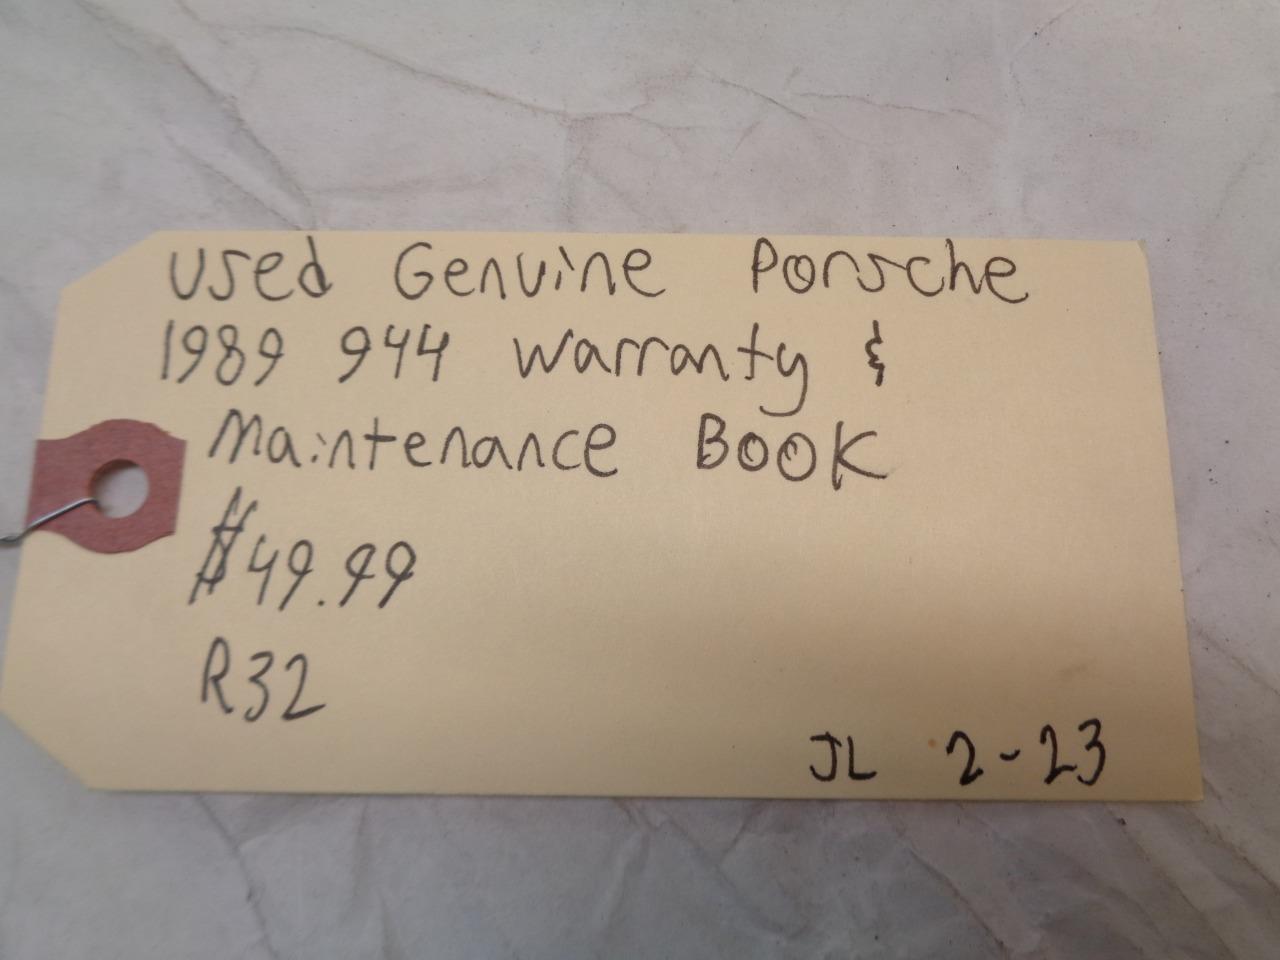 Used Genuine Porsche
1989 944 Warranty &
Maintenance Book
$49.99
R32
JL 2-23